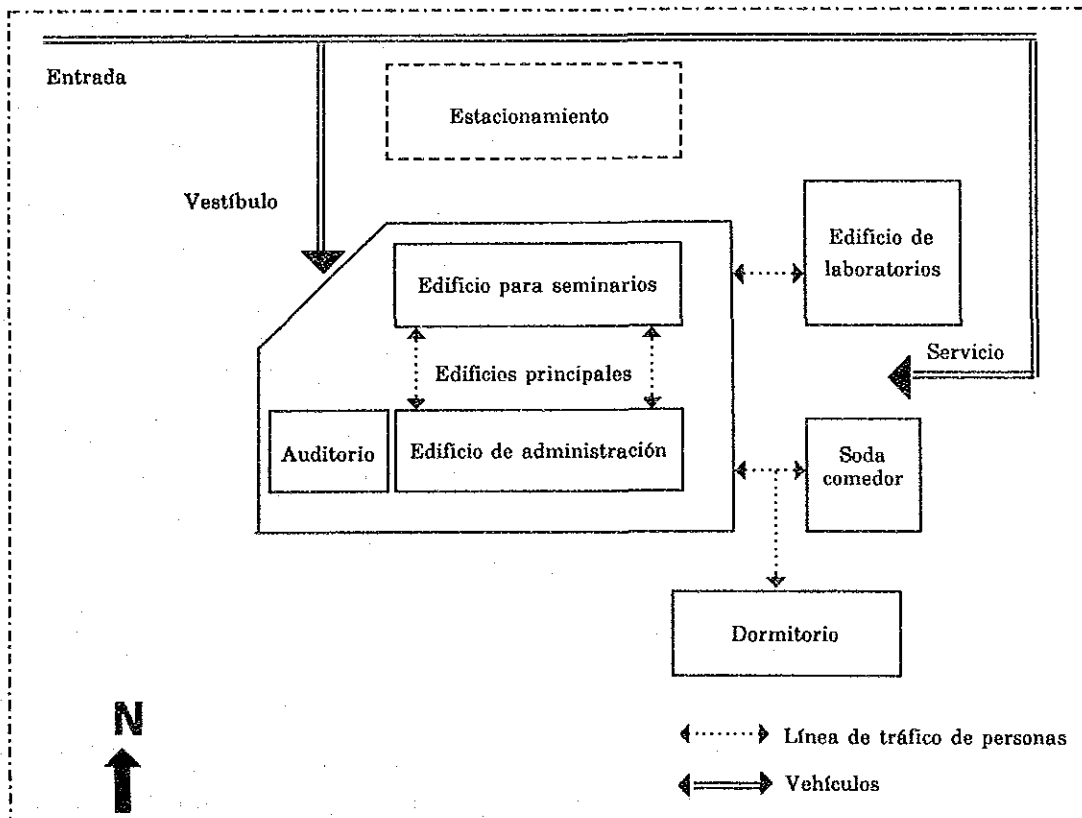 Entrada
Estacionamiento
Vestíbulo
Edificio de
laboratorios
Edificio para seminarios
Servicio
Edificios principales
Auditorio
Edificio de administración
Soda
comedor
Dormitorio
N
Línea de tráfico de personas
Vehículos